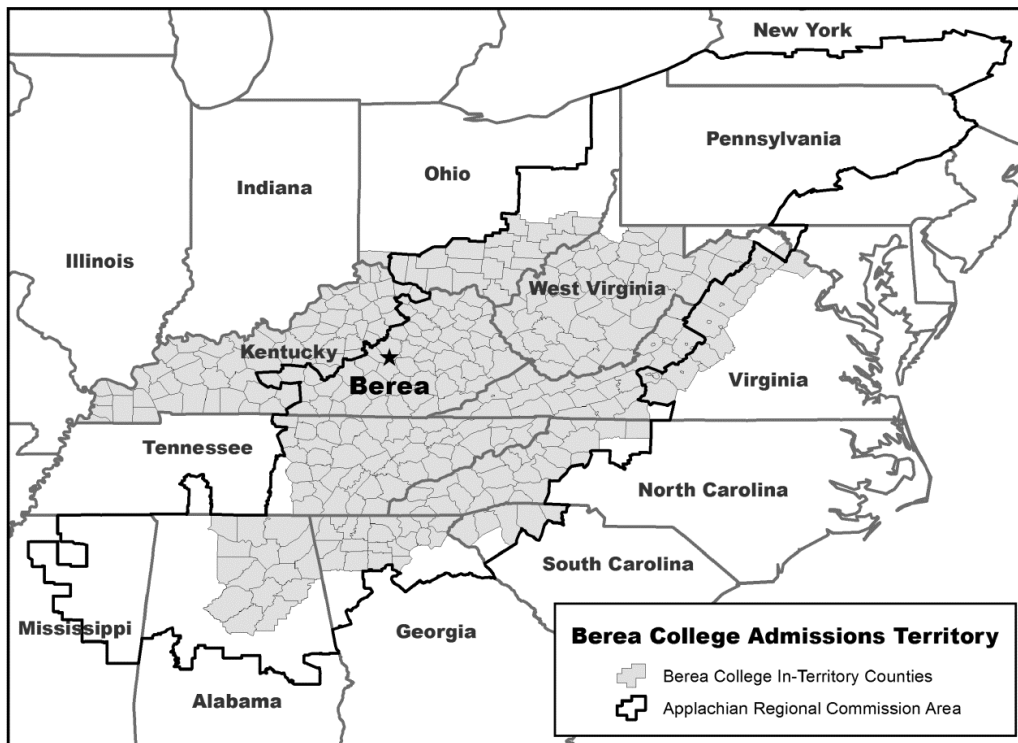 New York
Pennsylvania
Ohio
Indiana
Illinois
West Virginia
Kentucky
Berea
Virginia
Tennessee
North Carolina
South Carolina
Mississippi
Georgia
Alabama
Berea College Admissions Territory
Berea College In-Territory Counties
Applachian Regional Commission Area